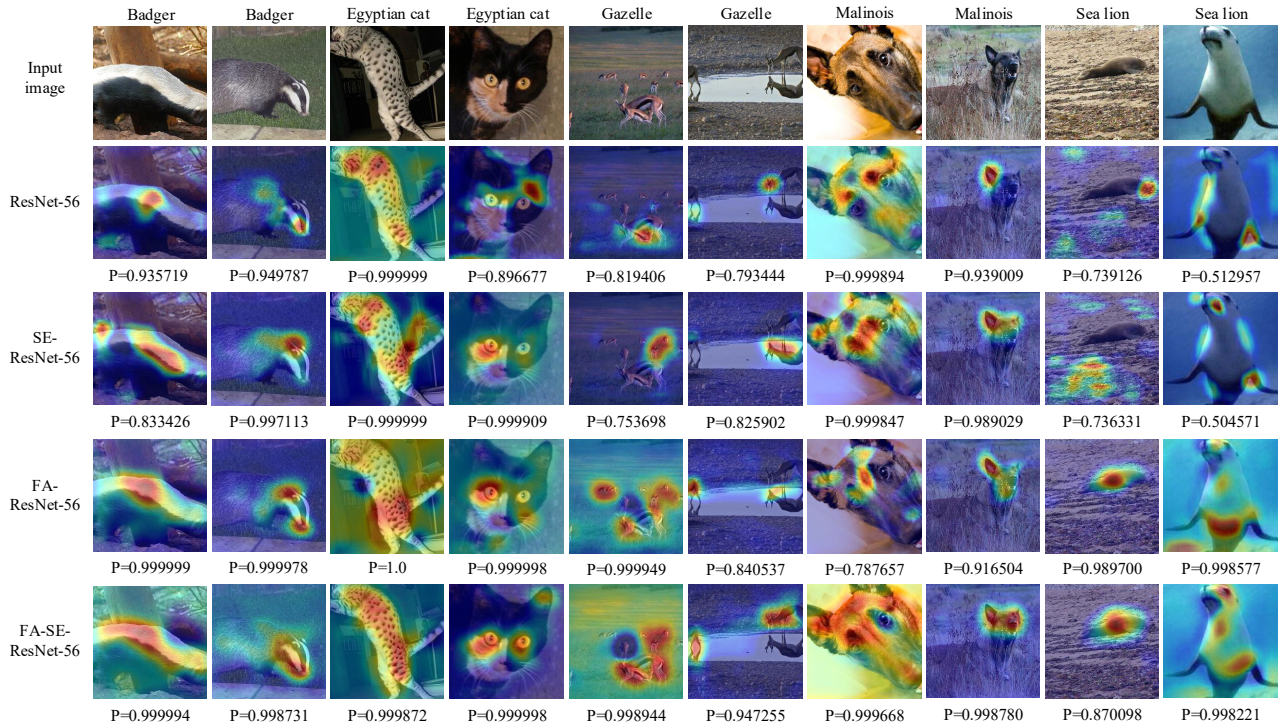 Badger Badger Egyptian cat Egyptian cat Gazelle Gazelle Malinois Malinois Sea lion Sea lion
Input
image
ResNet-56
P=0.935719 P=0.949787 P=0.999999 P=0.896677 P=0.819406 P=0.793444 P=0.999894 P=0.939009 P=0.739126 P=0.512957
SE-
ResNet-56
P=0.833426 P=0.997113 P=0.999999 P=0.999909 P=0.753698 P=0.825902 P=0.999847 P=0.989029 P=0.736331 P=0.504571
FA-
ResNet-56
P=0.999999 P=0.999978 P=1.0 P=0.999998 P=0.999949 P=0.840537 P=0.787657 P=0.916504 P=0.989700 P=0.998577
FA-SE-
ResNet-56
P=0.999994 P=0.998731 P=0.999872 P=0.999998 P=0.998944 P=0.947255 P=0.999668 P=0.998780 P=0.870098 P=0.998221